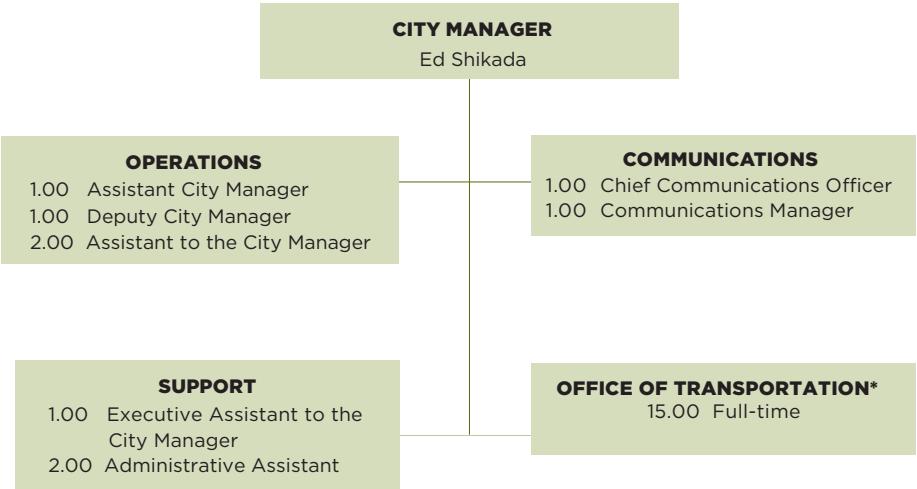 CITY MANAGER
Ed Shikada
OPERATIONS
1.00 Assistant City Manager
1.00 Deputy City Manager
2.00 Assistant to the City Manager
COMMUNICATIONS
1.00 Chief Communications Officer
1.00 Communications Manager
SUPPORT
1.00 Executive Assistant to the
City Manager
2.00 Administrative Assistant
OFFICE OF TRANSPORTATION*
15.00 Full-time